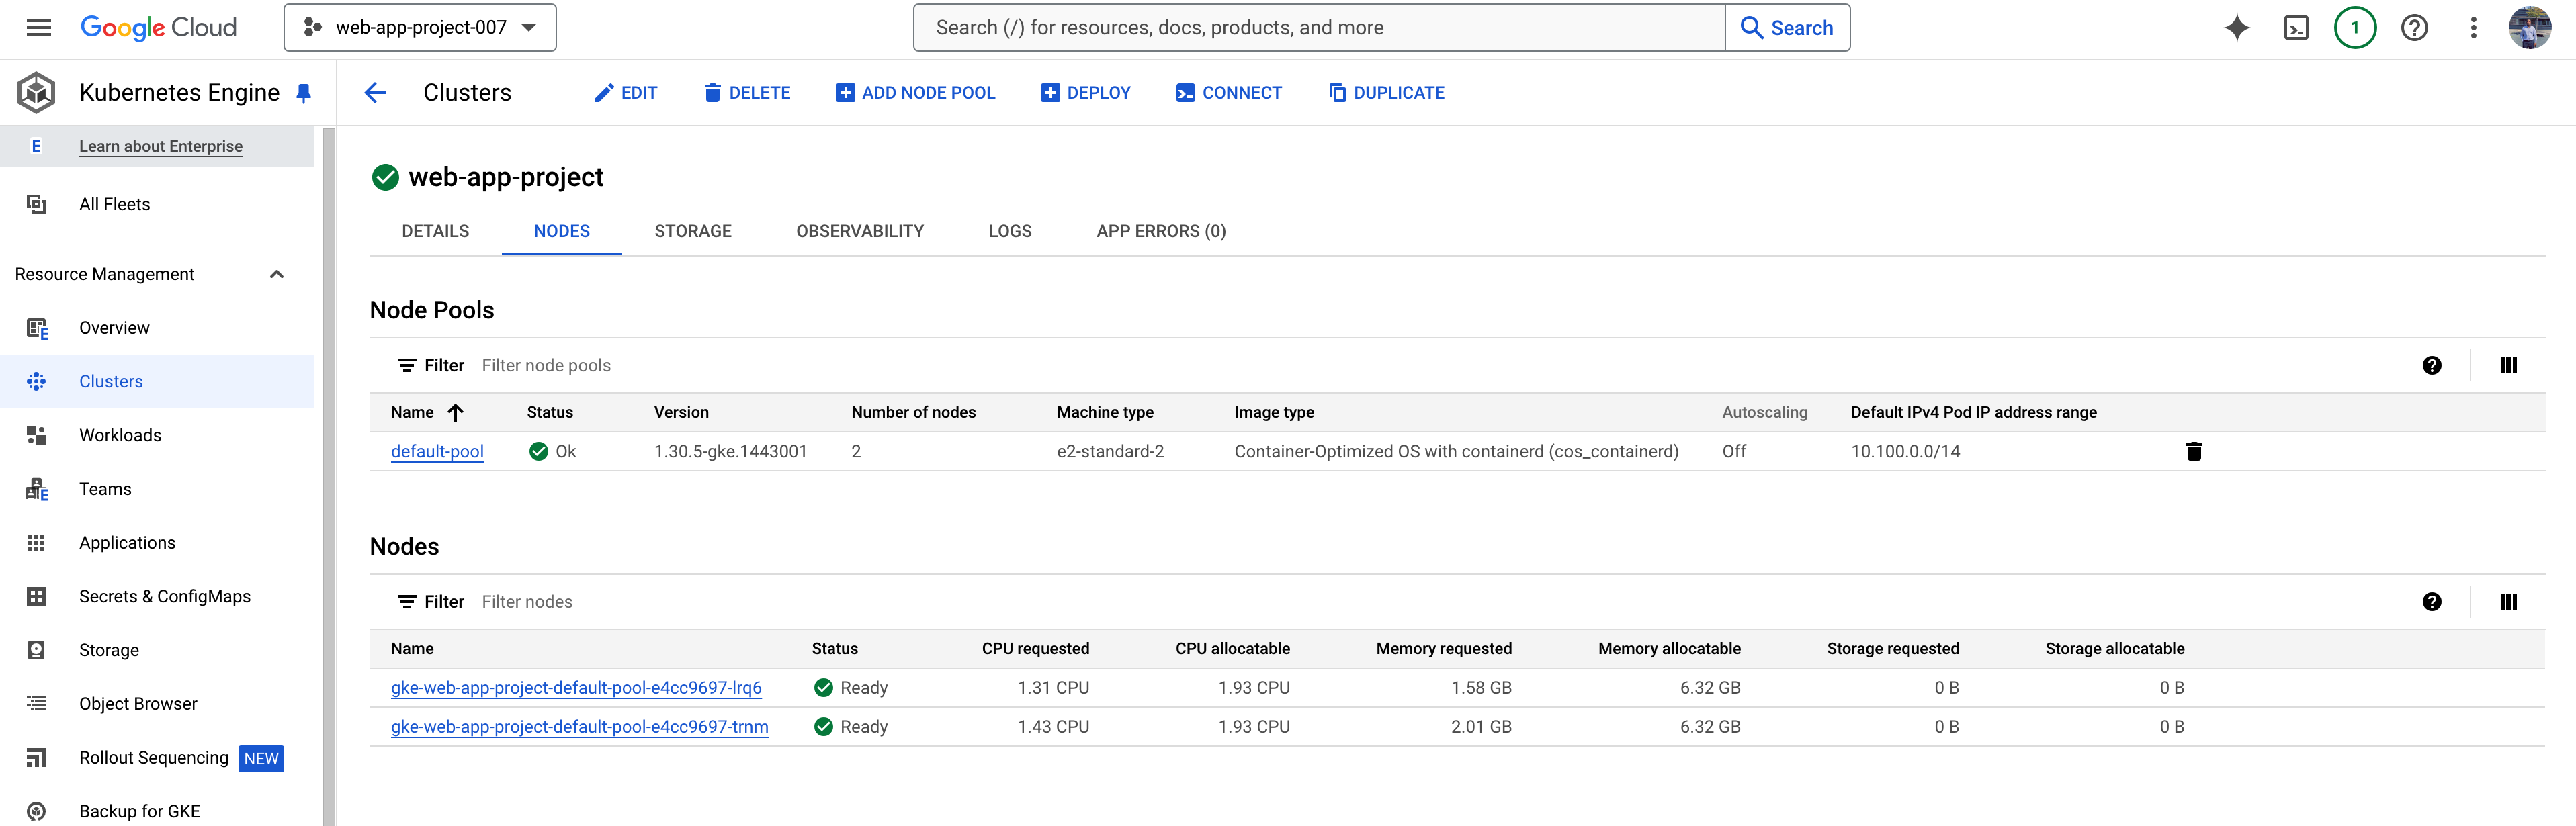 Google Cloud
web-app-project-007
Search (/) for resources, docs, products, and more
Search
1
Kubernetes Engine
Clusters
EDIT
DELETE
ADD NODE POOL
DEPLOY
CONNECT
DUPLICATE
E
Learn about Enterprise
All Fleets
Resource Management
E
Overview
Clusters
Workloads
E
Teams
Applications
Secrets & ConfigMaps
Storage
Object Browser
Rollout Sequencing NEW
Backup for GKE
web-app-project
DETAILS
NODES
STORAGE
OBSERVABILITY
LOGS
APP ERRORS (0)
Node Pools
Filter Filter node pools
Name Status Version Number of nodes Machine type Image type Autoscaling Default IPv4 Pod IP address range
default-pool Ok 1.30.5-gke.1443001 2 e2-standard-2 Container-Optimized OS with containerd (cos_containerd) Off 10.100.0.0/14
Nodes
Filter Filter nodes
Name Status CPU requested CPU allocatable Memory requested Memory allocatable Storage requested Storage allocatable
gke-web-app-project-default-pool-e4cc9697-lrq6 Ready 1.31 CPU 1.93 CPU 1.58 GB 6.32 GB 0 B 0 B
gke-web-app-project-default-pool-e4cc9697-trnm Ready 1.43 CPU 1.93 CPU 2.01 GB 6.32 GB 0 B 0 B